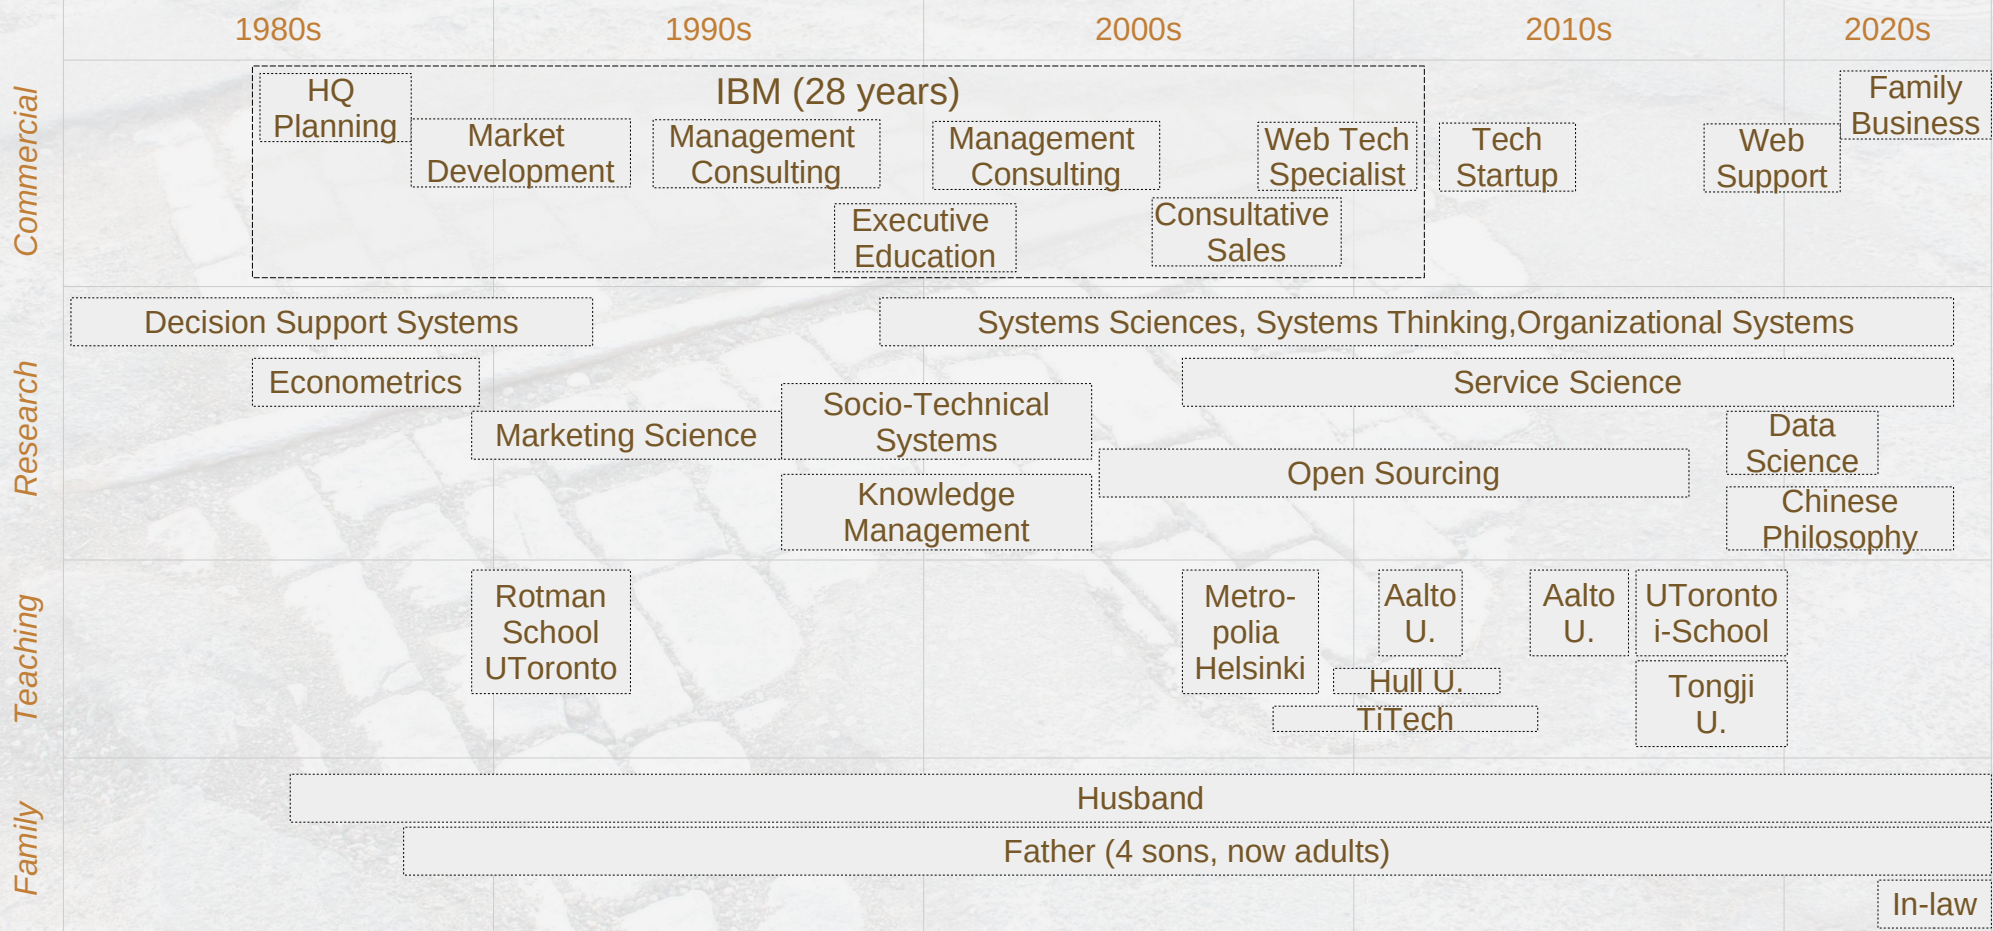 1980s
1990s
2000s
2010s
2020s
Commercial
IBM (28 years)
HQ
Planning
Market
Development
Management
Consulting
Executive
Education
Management
Consulting
Consultative
Sales
Web Tech
Specialist
Tech
Startup
Web
Support
Family
Business
Research
Decision Support Systems
Systems Sciences, Systems Thinking,Organizational Systems
Econometrics
Service Science
Marketing Science
Socio-Technical
Systems
Data
Science
Open Sourcing
Knowledge
Management
Chinese
Philosophy
Teaching
Rotman
School
UToronto
Metro-
polia
Helsinki
Aalto
U.
Hull U.
TiTech
Aalto
U.
UToronto
i-School
Tongji
U.
Family
Husband
Father (4 sons, now adults)
In-law